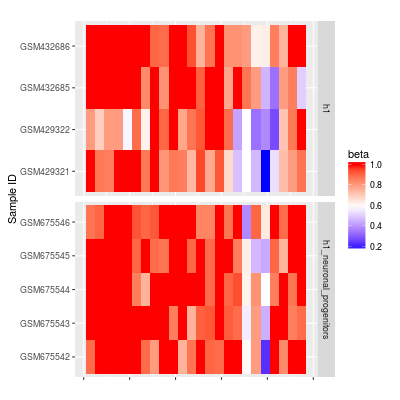 GSM432686
GSM432685
GSM429322
GSM429321
h1
GSM675546
GSM675545
GSM675544
GSM675543
GSM675542
h1_neuronal_progenitors
Sample ID
beta
1.0
0.8
0.6
0.4
0.2